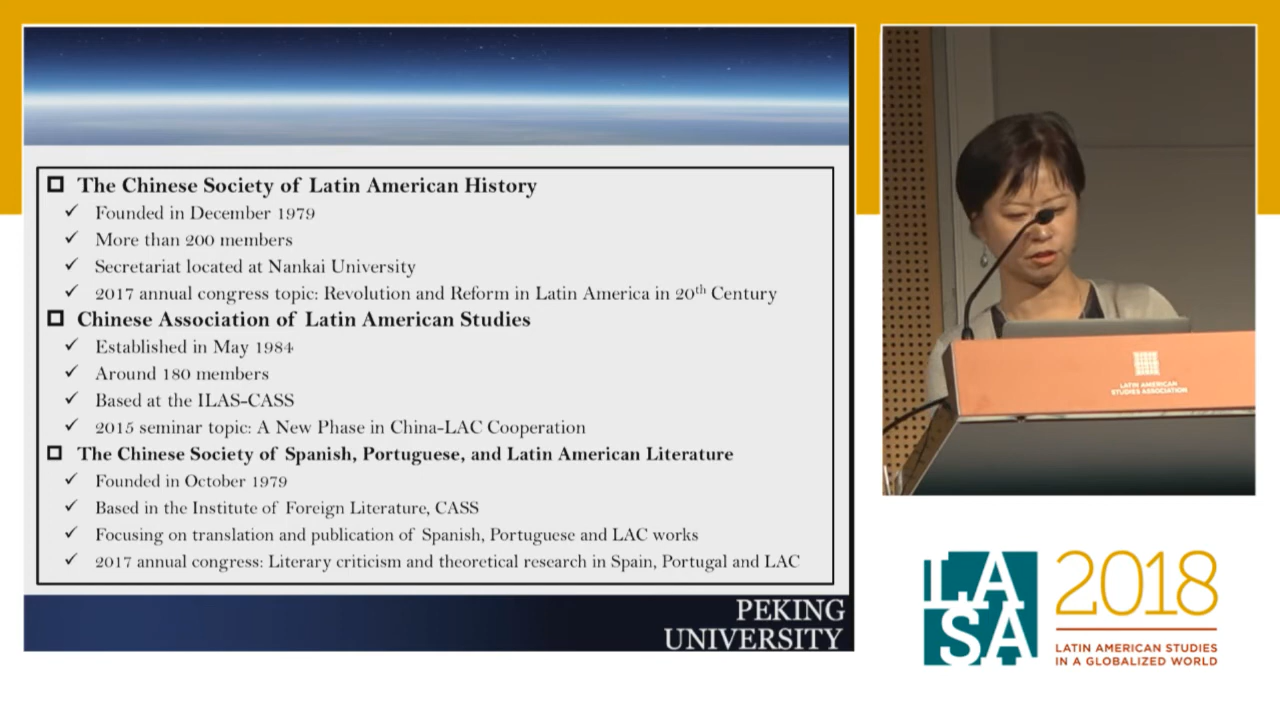 The Chinese Society of Latin American History
Founded in December 1979
More than 200 members
Secretariat located at Nankai University
2017 annual congress topic: Revolution and Reform in Latin America in 20th Century
Chinese Association of Latin American Studies
Established in May 1984
Around 180 members
Based at the ILAS-CASS
2015 seminar topic: A New Phase in China-LAC Cooperation
The Chinese Society of Spanish, Portuguese, and Latin American Literature
Founded in October 1979
Based in the Institute of Foreign Literature, CASS
Focusing on translation and publication of Spanish, Portuguese and LAC works
2017 annual congress: Literary criticism and theoretical research in Spain, Portugal and LAC
PEKING
UNIVERSITY
LATIN AMERICAN
STUDIES ASSOCIATION
LA
SA
2018
LATIN AMERICAN STUDIES
IN A GLOBALIZED WORLD